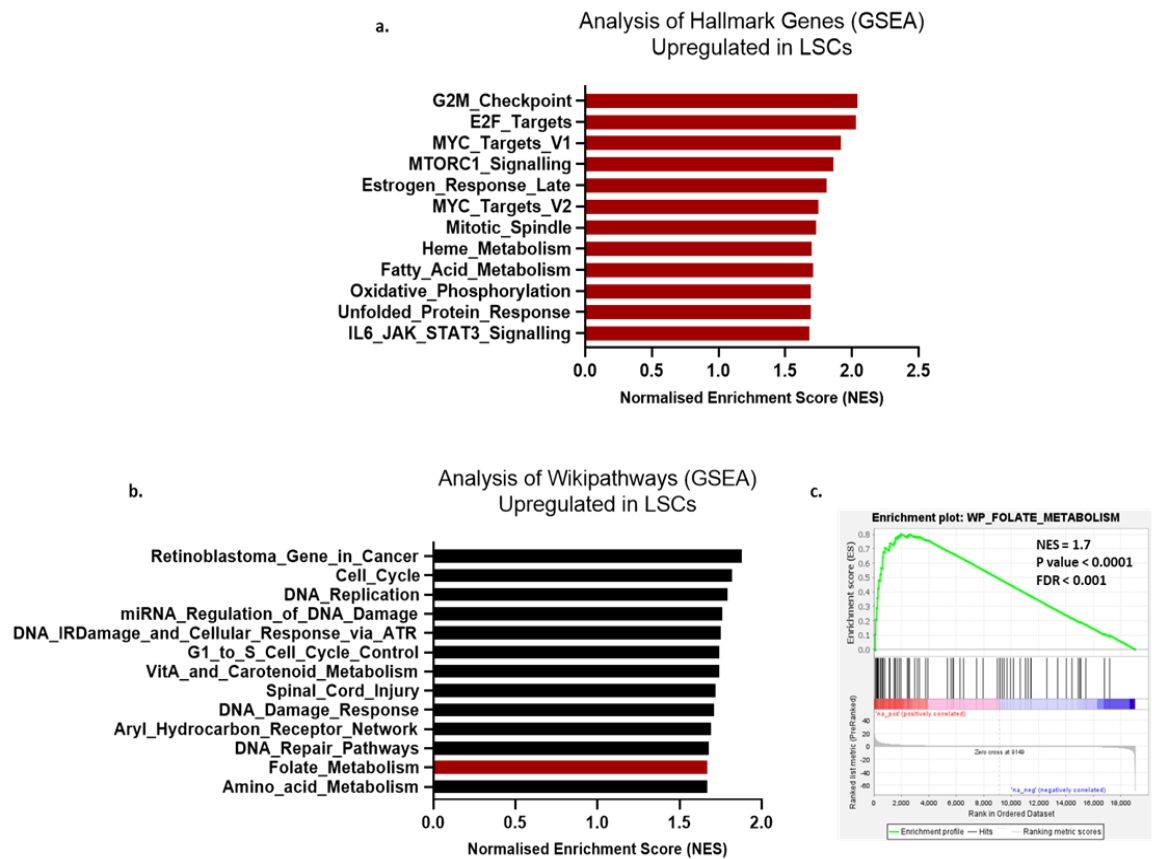 a.
Analysis of Hallmark Genes (GSEA)
Upregulated in LSCs
G2M_Checkpoint
E2F_Targets
MYC_Targets_V1
MTORC1_Signalling
Estrogen_Response_Late
MYC_Targets_V2
Mitotic_Spindle
Heme_Metabolism
Fatty_Acid_Metabolism
Oxidative_Phosphorylation
Unfolded_Protein_Response
IL6_JAK_STAT3_Signalling
0.0 0.5 1.0 1.5 2.0 2.5
Normalised Enrichment Score (NES)
b.
Analysis of Wikipathways (GSEA)
Upregulated in LSCs
Retinoblastoma_Gene_in_Cancer
Cell_Cycle
DNA_Replication
miRNA_Regulation_of_DNA_Damage
DNA_IRDamage_and_Cellular_Response_via_ATR
G1_to_S_Cell_Cycle_Control
VitA_and_Carotenoid_Metabolism
Spinal_Cord_Injury
DNA_Damage_Response
Aryl_Hydrocarbon_Receptor_Network
DNA_Repair_Pathways
Folate_Metabolism
Amino_acid_Metabolism
0.0 0.5 1.0 1.5 2.0
Normalised Enrichment Score (NES)
c.
Enrichment plot: WP_FOLATE_METABOLISM
NES = 1.7
P value < 0.0001
FDR < 0.001
Enrichment score (ES)
0.8
0.7
0.6
0.5
0.4
0.3
0.2
0.1
0.0
'na_pos' (positively correlated)
Ranked list metric (PreRanked)
40
20
0
-20
-40
-60
Zero cross at 9149
'na_neg' (negatively correlated)
0 2,000 4,000 6,000 8,000 10,000 12,000 14,000 16,000 18,000
Rank in Ordered Dataset
Enrichment profile Hits Ranking metric scores